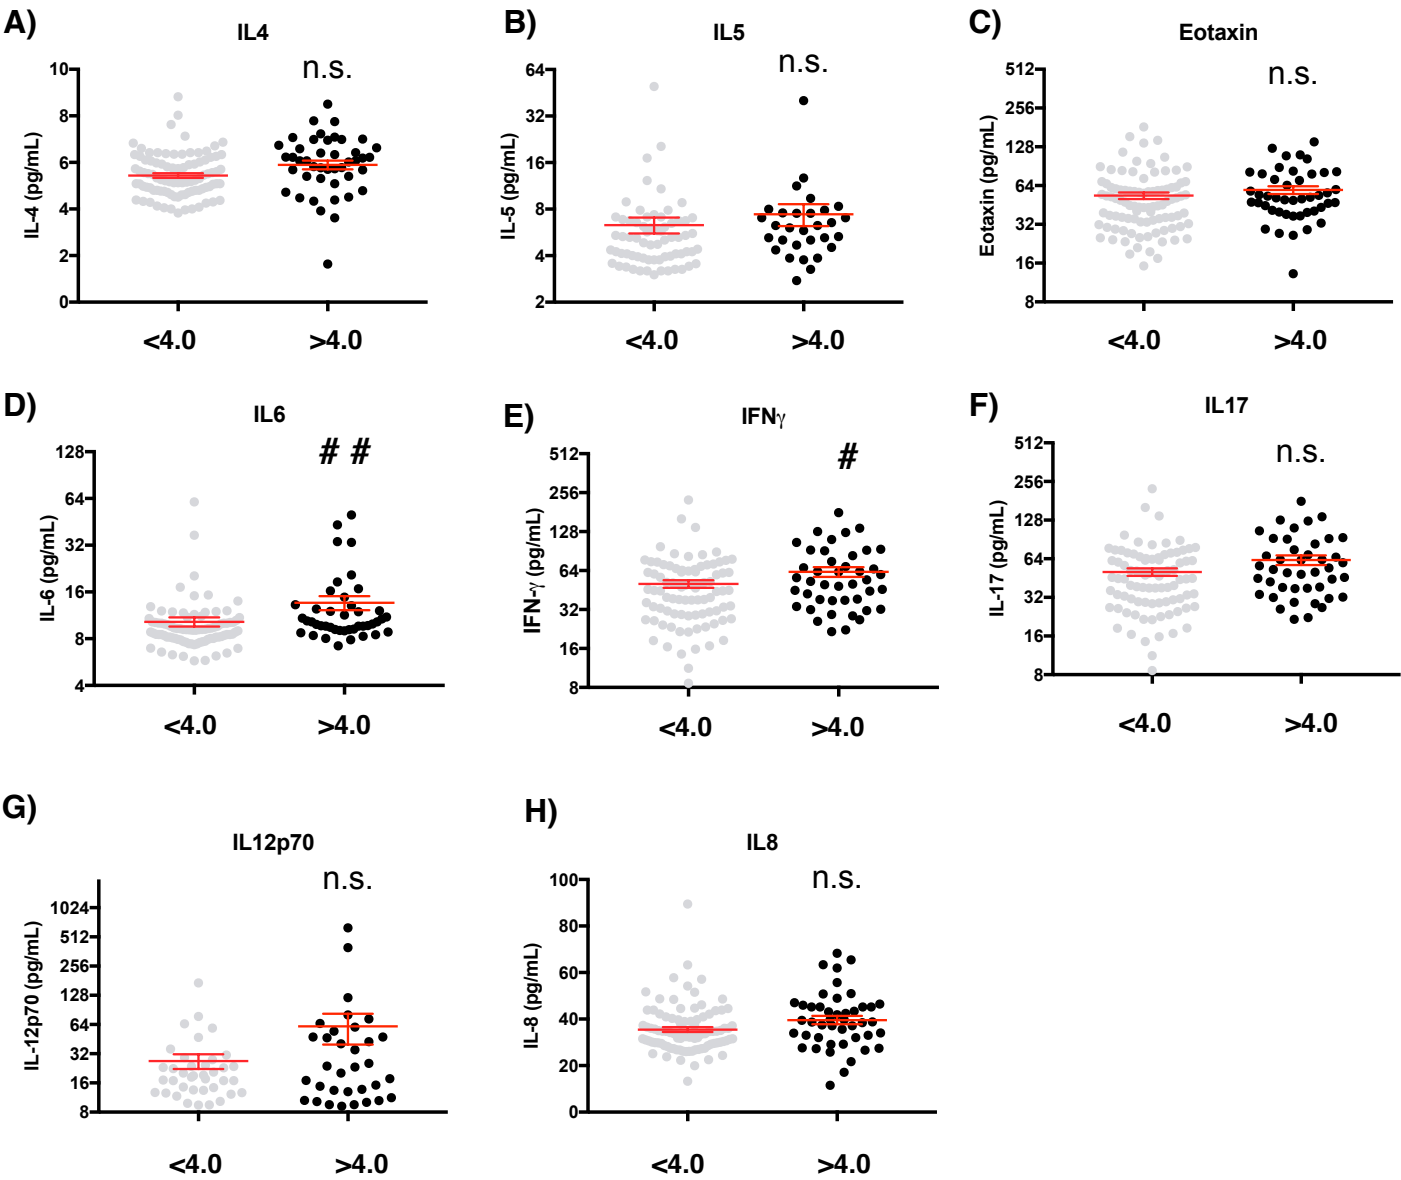 A)
IL4
n.s.
IL-4 (pg/mL)
10
8
6
4
2
0
<4.0
>4.0
B)
IL5
n.s.
IL-5 (pg/mL)
64
32
16
8
4
2
<4.0
>4.0
C)
Eotaxin
n.s.
Eotaxin (pg/mL)
512
256
128
64
32
16
8
<4.0
>4.0
D)
IL6
# #
IL-6 (pg/mL)
128
64
32
16
8
4
<4.0
>4.0
E)
IFNγ
#
IFN-γ (pg/mL)
512
256
128
64
32
16
8
<4.0
>4.0
F)
IL17
n.s.
IL-17 (pg/mL)
512
256
128
64
32
16
8
<4.0
>4.0
G)
IL12p70
n.s.
IL-12p70 (pg/mL)
1024
512
256
128
64
32
16
8
<4.0
>4.0
H)
IL8
n.s.
IL-8 (pg/mL)
100
80
60
40
20
0
<4.0
>4.0